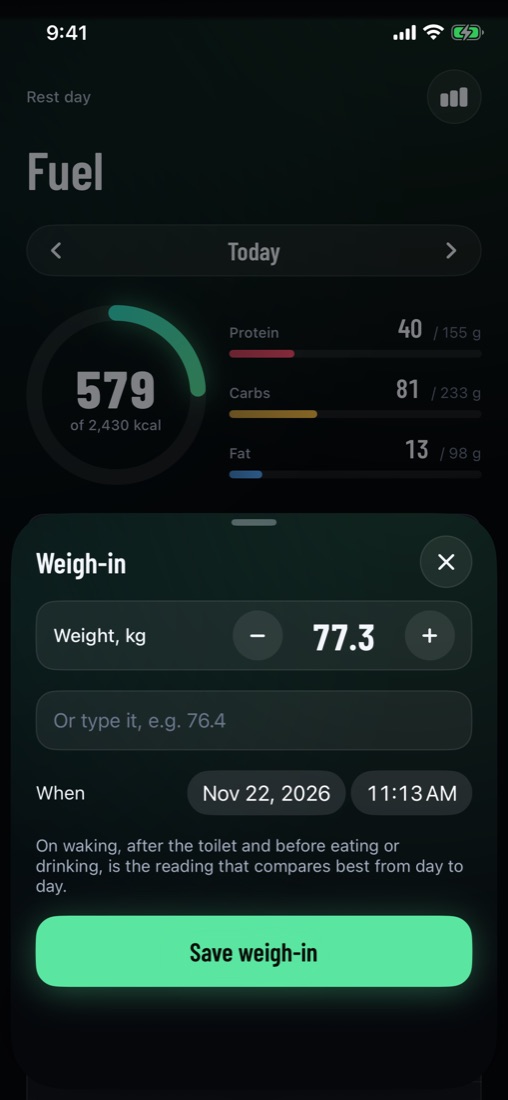 9:41
Rest day
Fuel
Today
579
of 2,430 kcal
Protein 40 / 155 g
Carbs 81 / 233 g
Fat 13 / 98 g
Weigh-in
Weight, kg − 77.3 +
Or type it, e.g. 76.4
When Nov 22, 2026 11:13 AM
On waking, after the toilet and before eating or
drinking, is the reading that compares best from day to
day.
Save weigh-in